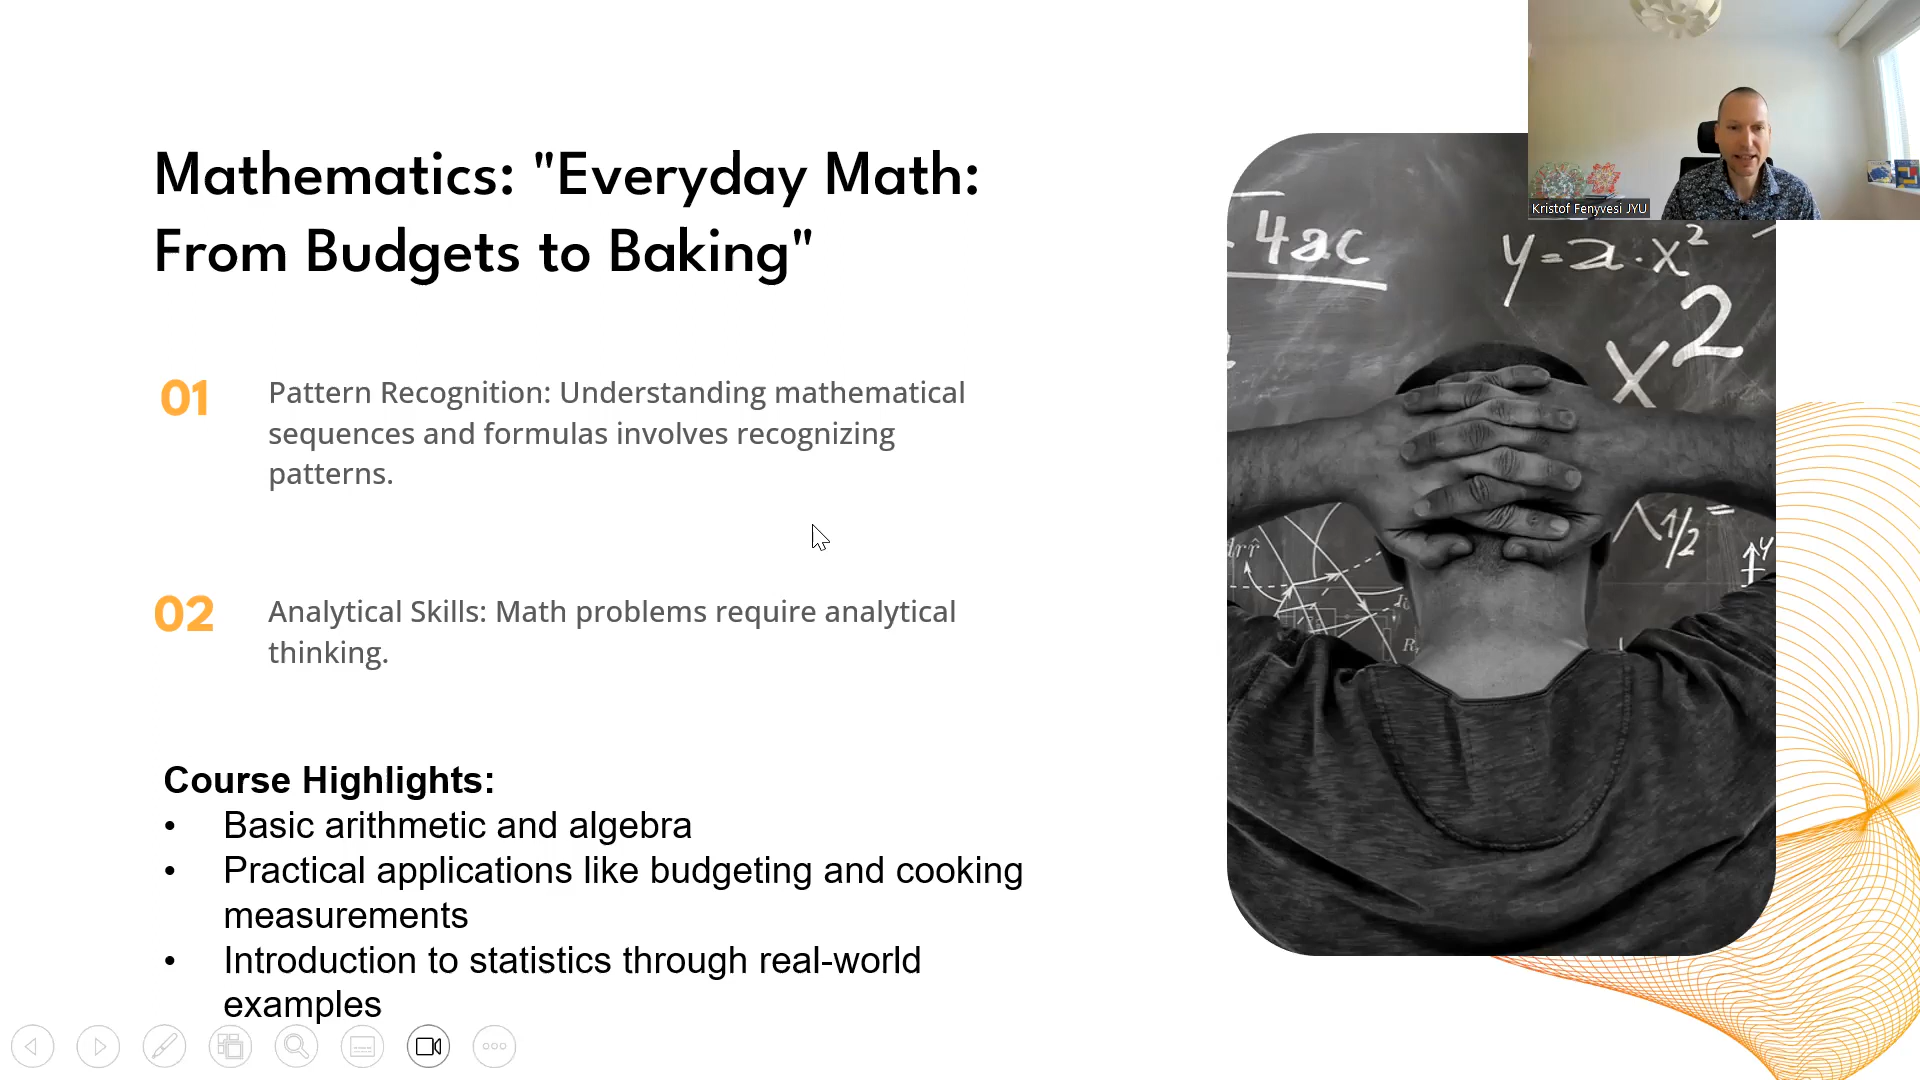 Mathematics: "Everyday Math:
From Budgets to Baking"
01
Pattern Recognition: Understanding mathematical
sequences and formulas involves recognizing
patterns.
02
Analytical Skills: Math problems require analytical
thinking.
Course Highlights:
• Basic arithmetic and algebra
• Practical applications like budgeting and cooking
measurements
• Introduction to statistics through real-world
examples
Kristof Fenyvesi JYU
4ac
y=a·x²
x²
1/2
y